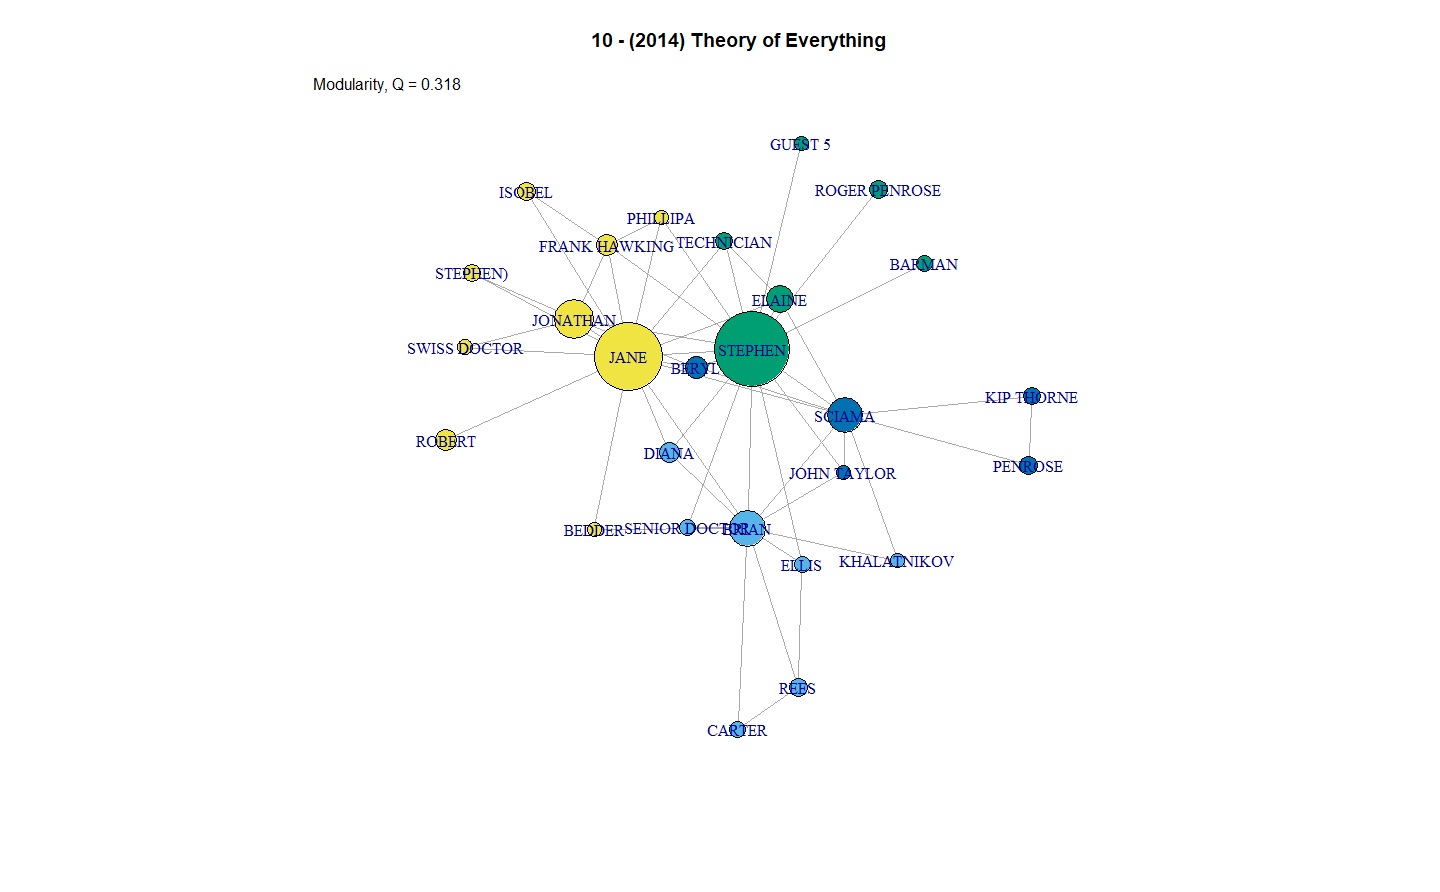 10 - (2014) Theory of Everything
Modularity, Q = 0.318
GUEST 5
ISOBEL
ROGER PENROSE
PHILLIPA
FRANK HAWKING
TECHNICIAN
BARMAN
STEPHEN)
ELAINE
JONATHAN
SWISS DOCTOR
STEPHEN
JANE
BERYL
KIP THORNE
SCIAMA
ROBERT
DIANA
PENROSE
JOHN TAYLOR
BEDDER
SENIOR DOCTOR
BRIAN
ELLIS
KHALATNIKOV
REES
CARTER